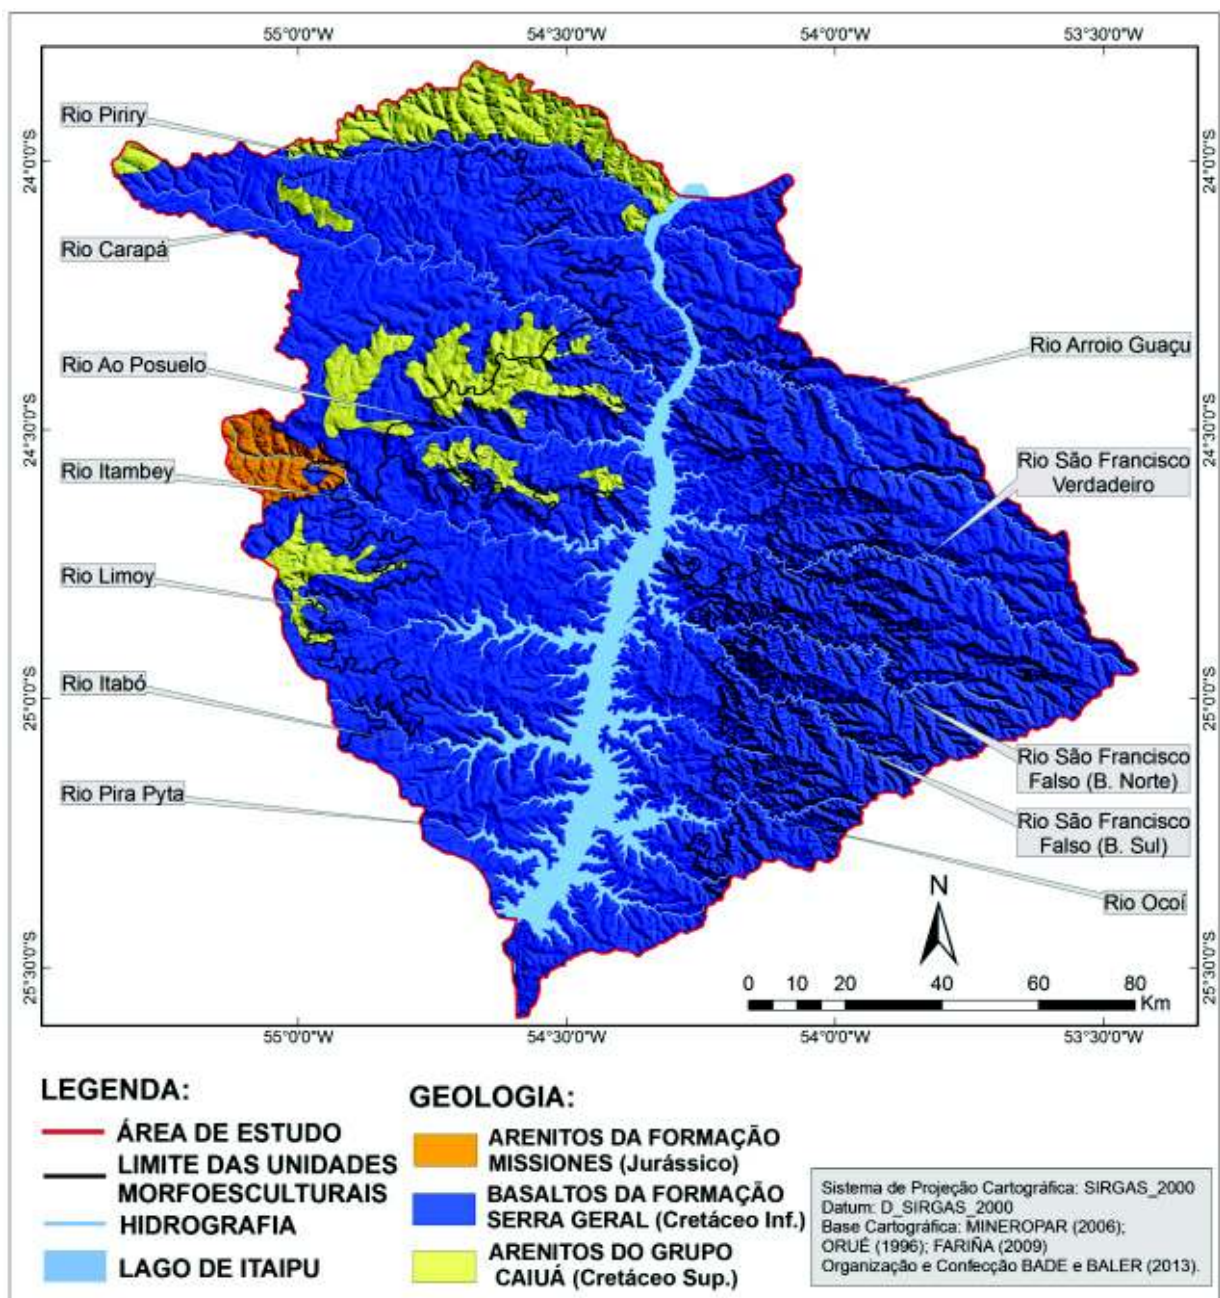 55°0'0"W
54°30'0"W
54°0'0"W
53°30'0"W
24°0'0"S
24°30'0"S
25°0'0"S
25°30'0"S
24°0'0"S
24°30'0"S
25°0'0"S
25°30'0"S
Rio Piriry
Rio Carapá
Rio Ao Posuelo
Rio Itambey
Rio Limoy
Rio Itabó
Rio Pira Pyta
Rio Arroio Guaçu
Rio São Francisco
Verdadeiro
Rio São Francisco
Falso (B. Norte)
Rio São Francisco
Falso (B. Sul)
Rio Ocoí
N
0 10 20 40 60 80
Km
55°0'0"W
54°30'0"W
54°0'0"W
53°30'0"W
LEGENDA:
ÁREA DE ESTUDO
LIMITE DAS UNIDADES
MORFOESCULTURAIS
HIDROGRAFIA
LAGO DE ITAIPU
GEOLOGIA:
ARENITOS DA FORMAÇÃO
MISSIONES (Jurássico)
BASALTOS DA FORMAÇÃO
SERRA GERAL (Cretáceo Inf.)
ARENITOS DO GRUPO
CAIUÁ (Cretáceo Sup.)
Sistema de Projeção Cartográfica: SIRGAS_2000
Datum: D_SIRGAS_2000
Base Cartográfica: MINEROPAR (2006);
ORUÉ (1996); FARIÑA (2009)
Organização e Confecção BADE e BALER (2013).